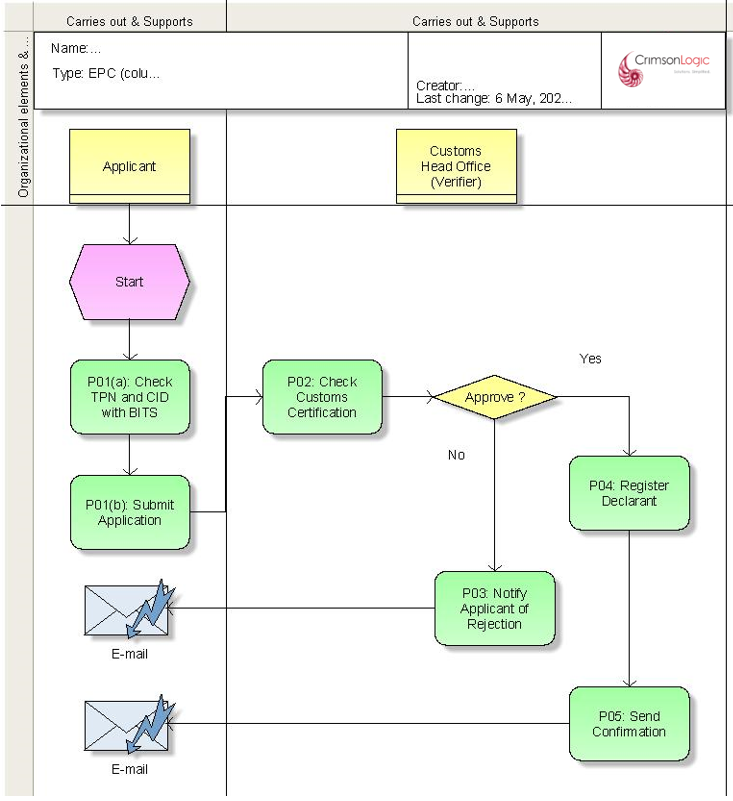 Carries out & Supports
Carries out & Supports
Organizational elements & ...
Name:...
Type: EPC (colu...
Creator:...
Last change: 6 May, 202...
CrimsonLogic
Applicant
Customs
Head Office
(Verifier)
Start
P01(a): Check
TPN and CID
with BITS
P02: Check
Customs
Certification
Approve ?
Yes
No
P01(b): Submit
Application
P04: Register
Declarant
P03: Notify
Applicant of
Rejection
E-mail
P05: Send
Confirmation
E-mail